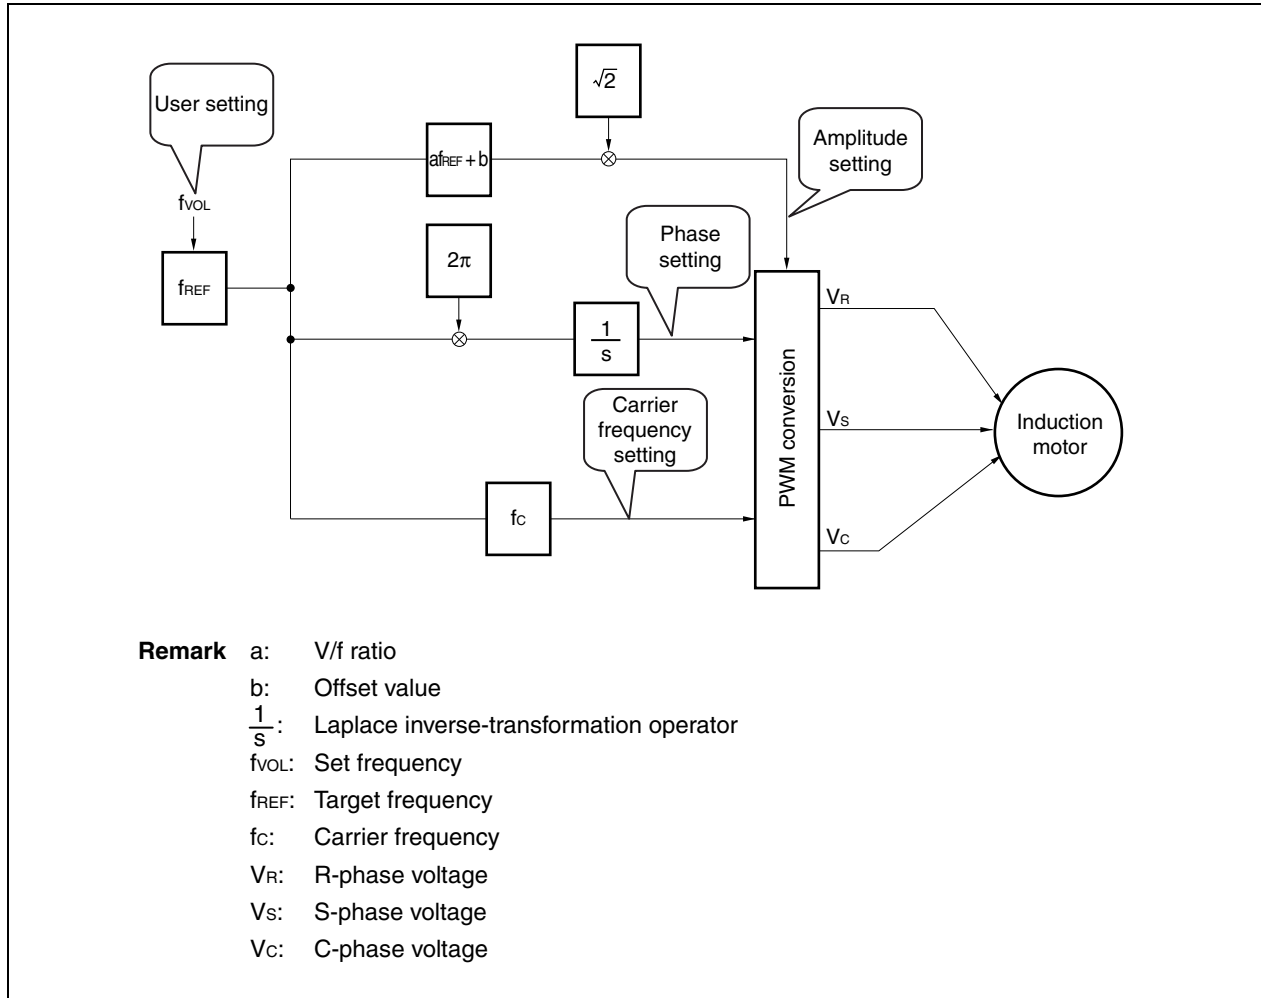 √2
User setting
Amplitude
setting
afREF + b
fVOL
Phase
setting
2π
fREF
VR
1
s
PWM conversion
Carrier
frequency
setting
VS
Induction
motor
fC
VC
Remark a: V/f ratio
b: Offset value
1/s: Laplace inverse-transformation operator
fVOL: Set frequency
fREF: Target frequency
fC: Carrier frequency
VR: R-phase voltage
VS: S-phase voltage
VC: C-phase voltage